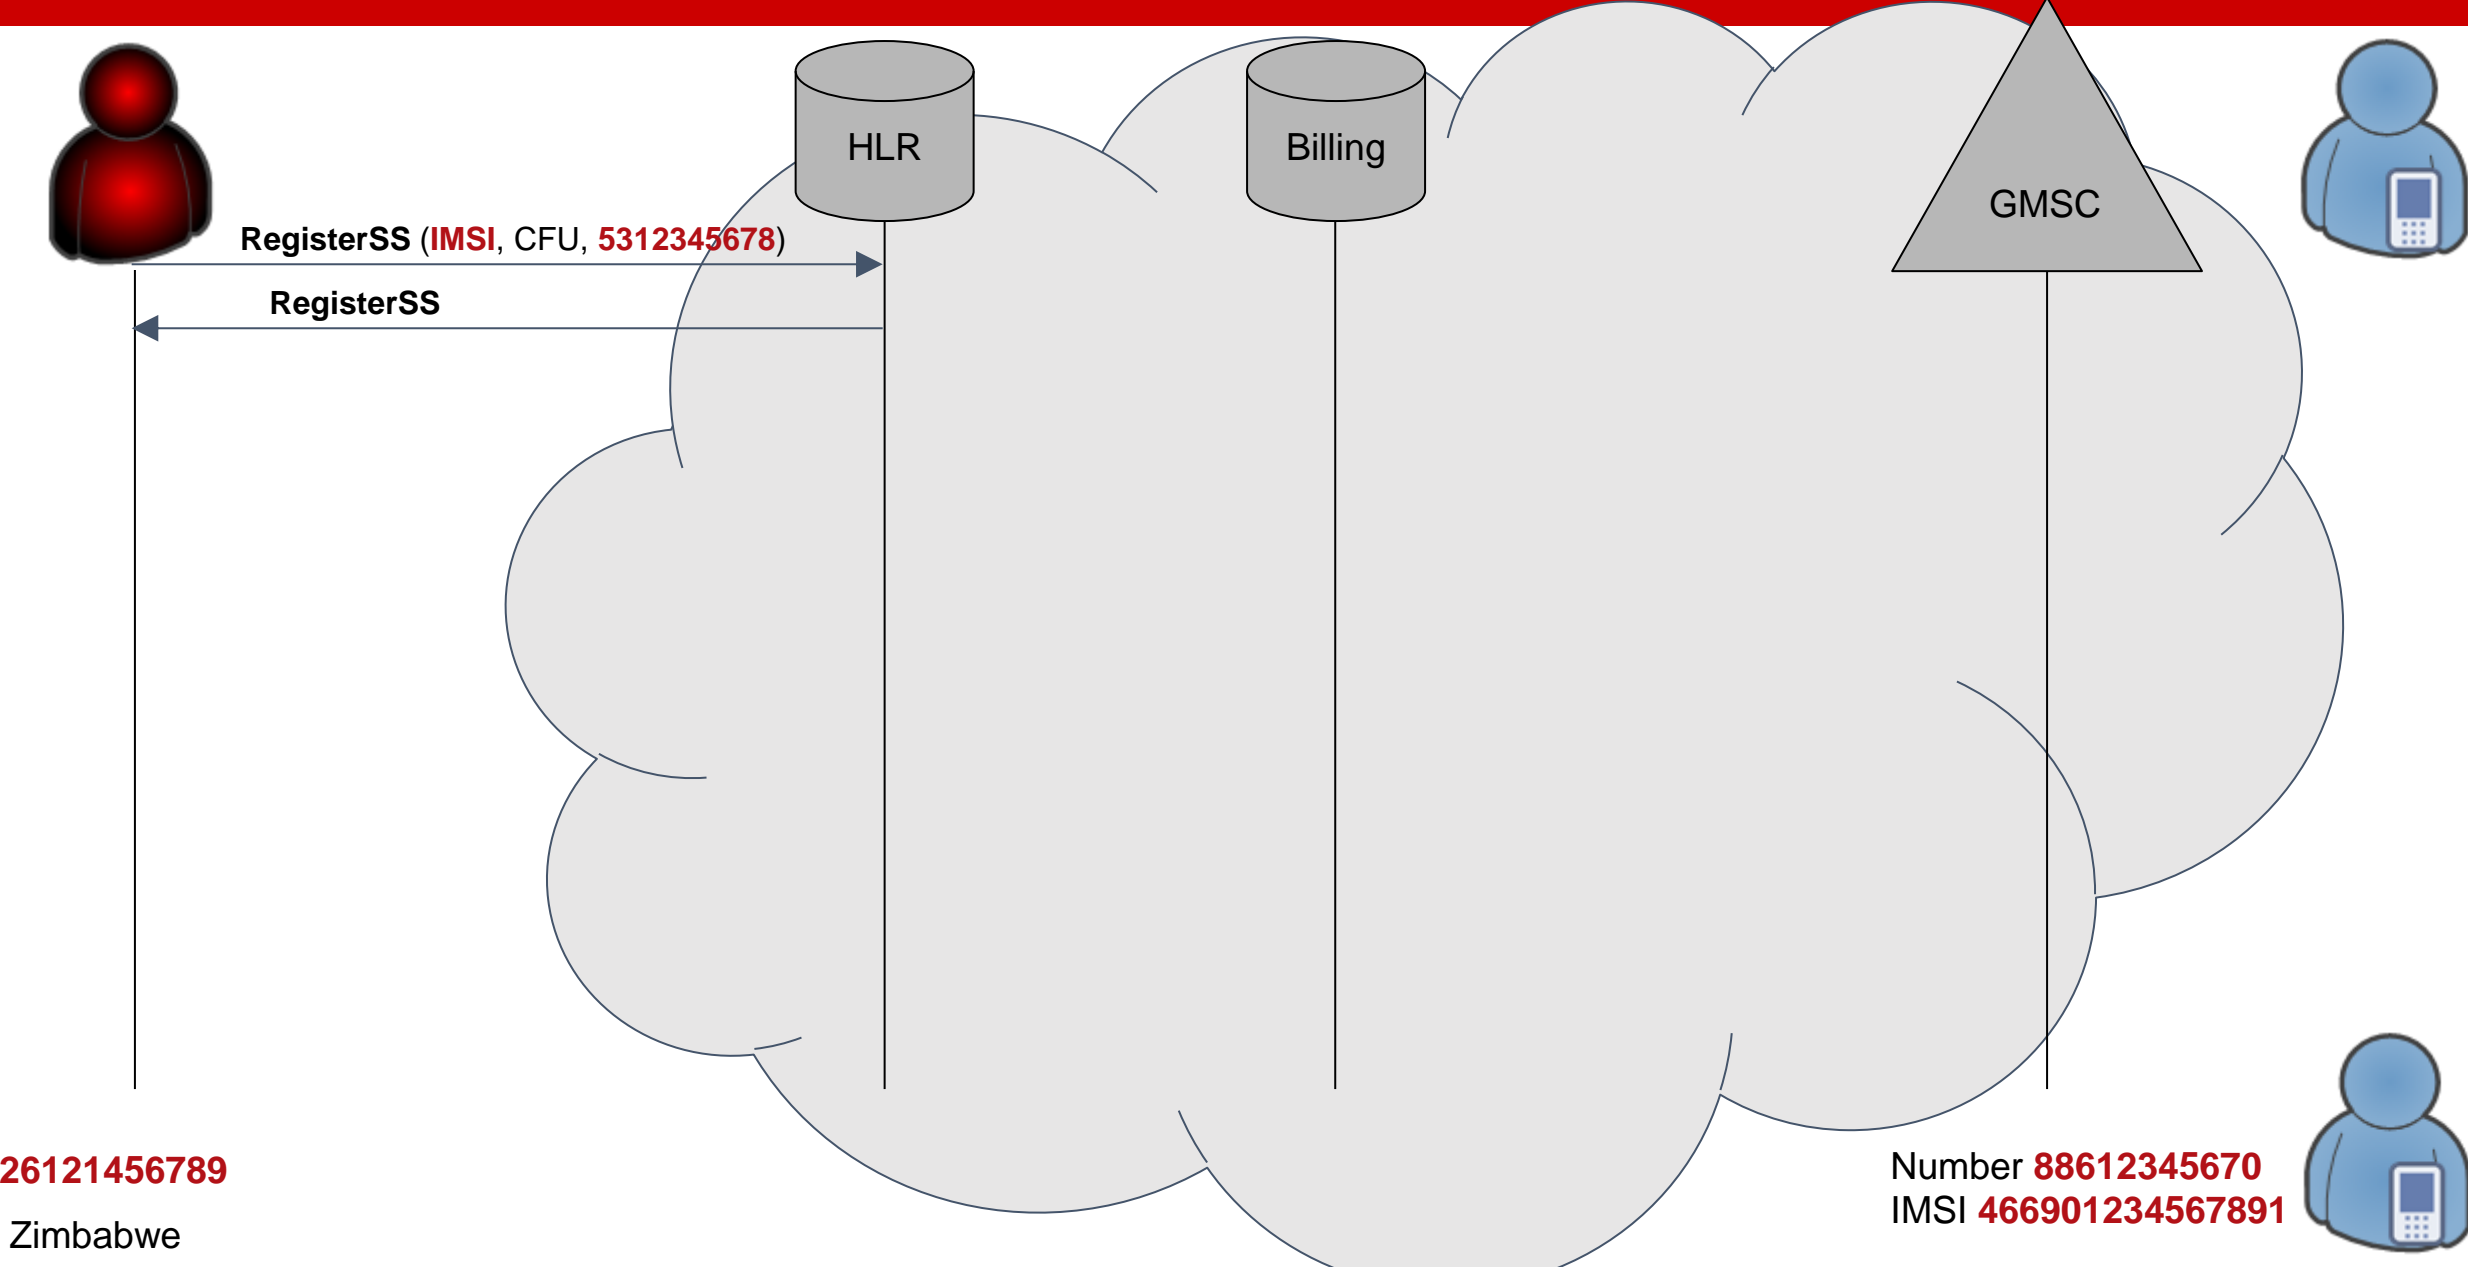 HLR
Billing
GMSC
RegisterSS (IMSI, CFU, 5312345678)
RegisterSS
26121456789
Zimbabwe
Number 88612345670
IMSI 466901234567891